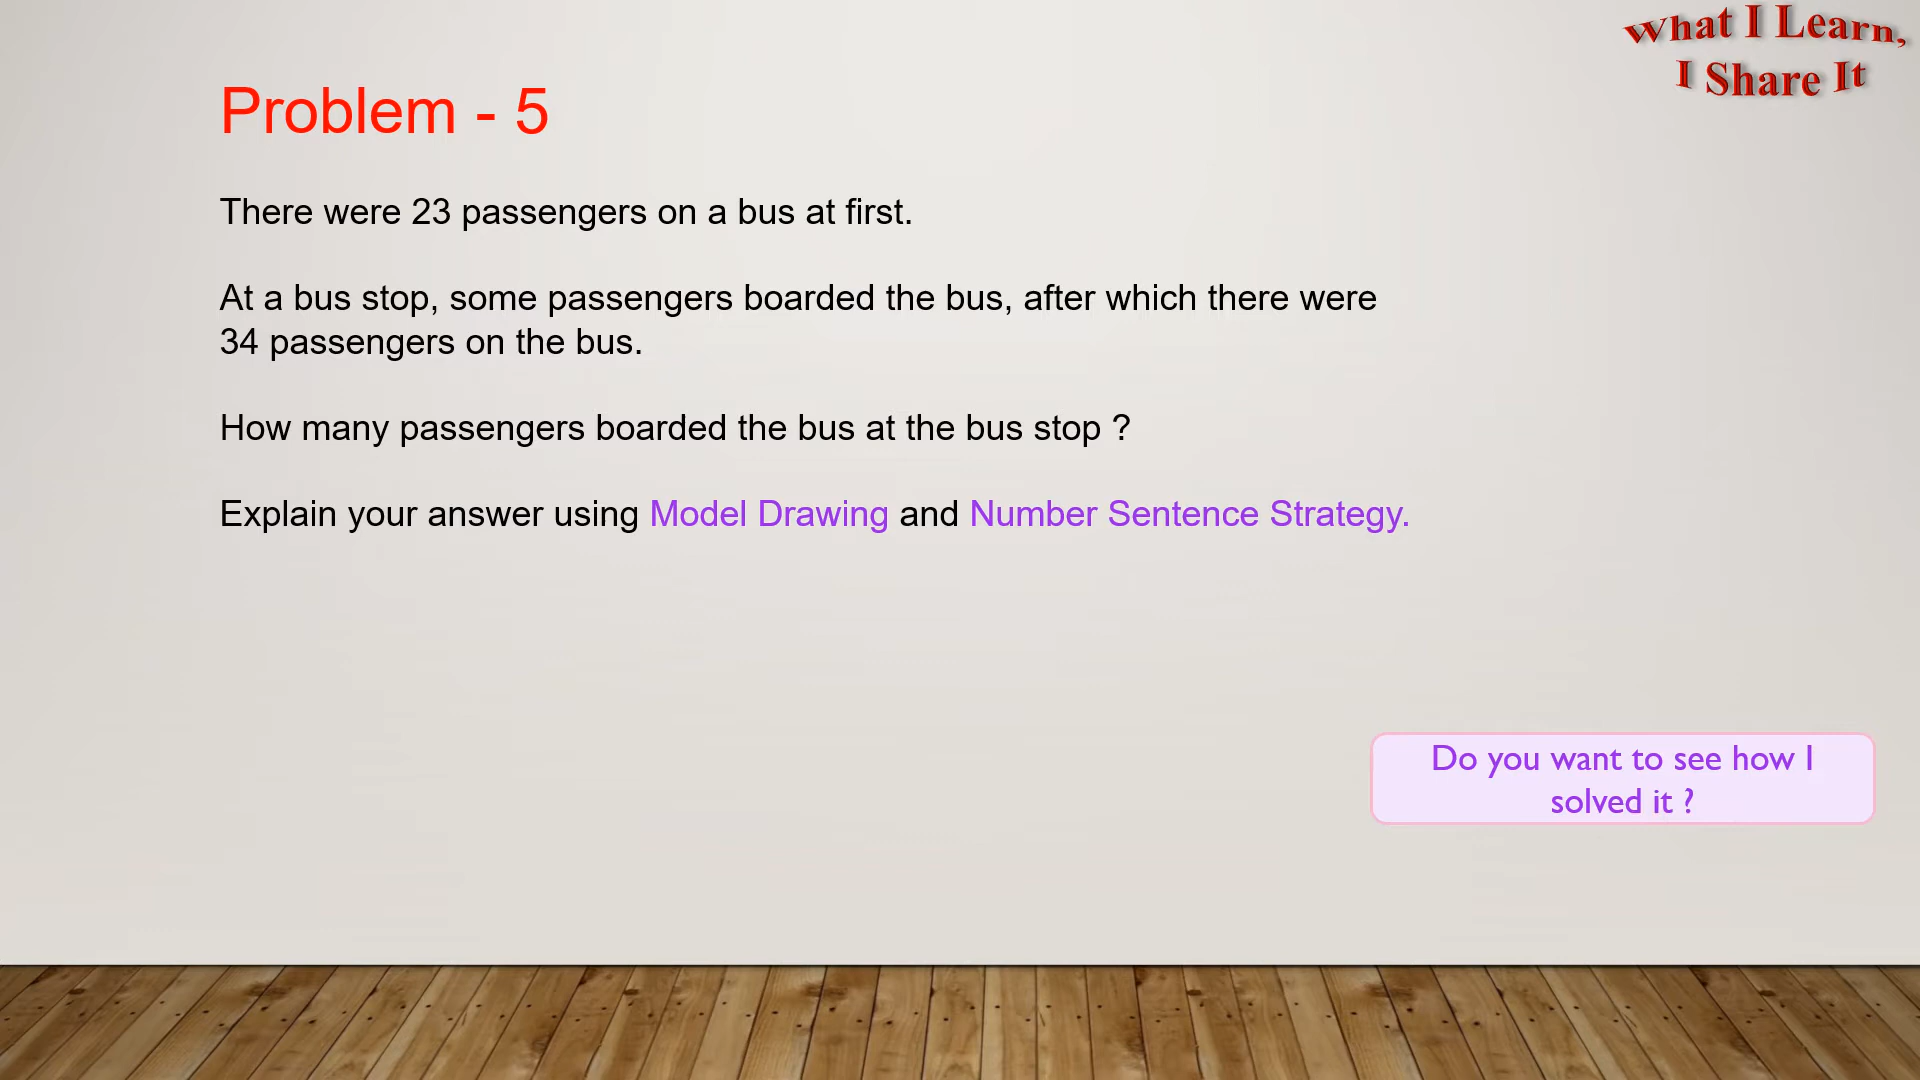 What I Learn,
I Share It
Problem - 5
There were 23 passengers on a bus at first.
At a bus stop, some passengers boarded the bus, after which there were
34 passengers on the bus.
How many passengers boarded the bus at the bus stop ?
Explain your answer using Model Drawing and Number Sentence Strategy.
Do you want to see how I
solved it ?